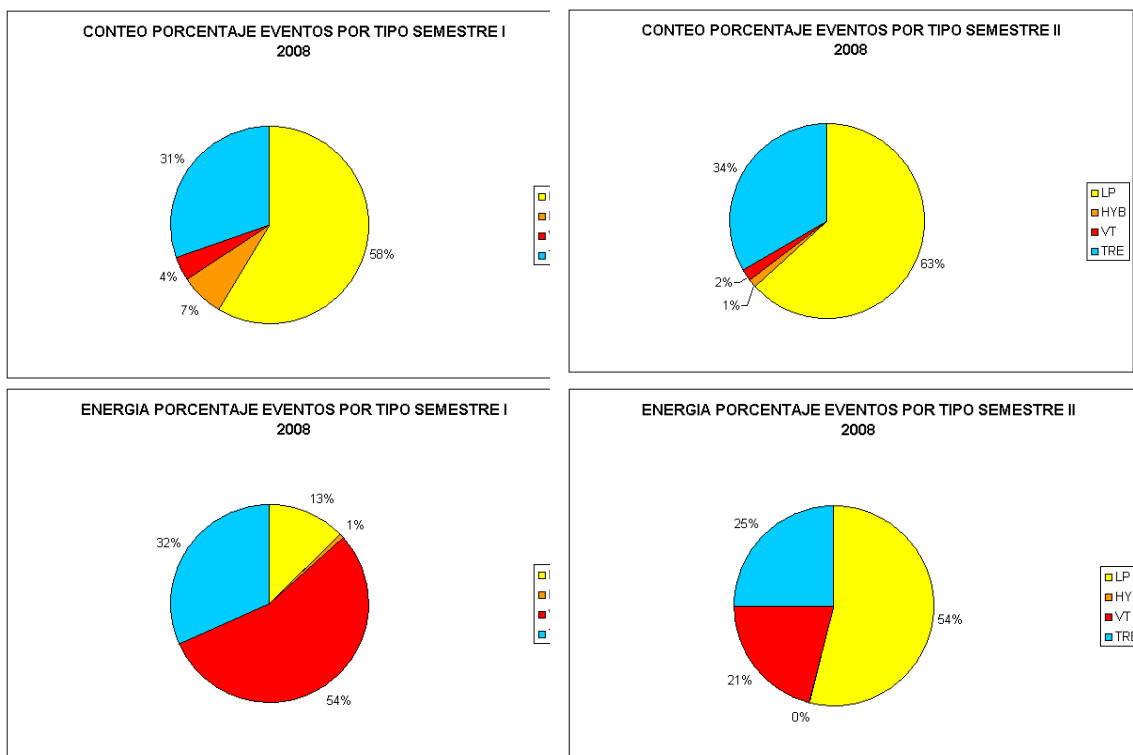 CONTEO PORCENTAJE EVENTOS POR TIPO SEMESTRE I
2008
31%
58%
4%
7%
CONTEO PORCENTAJE EVENTOS POR TIPO SEMESTRE II
2008
34%
63%
2%
1%
LP
HYB
VT
TRE
ENERGIA PORCENTAJE EVENTOS POR TIPO SEMESTRE I
2008
13%
1%
32%
54%
ENERGIA PORCENTAJE EVENTOS POR TIPO SEMESTRE II
2008
25%
54%
21%
0%
LP
HY
VT
TRE